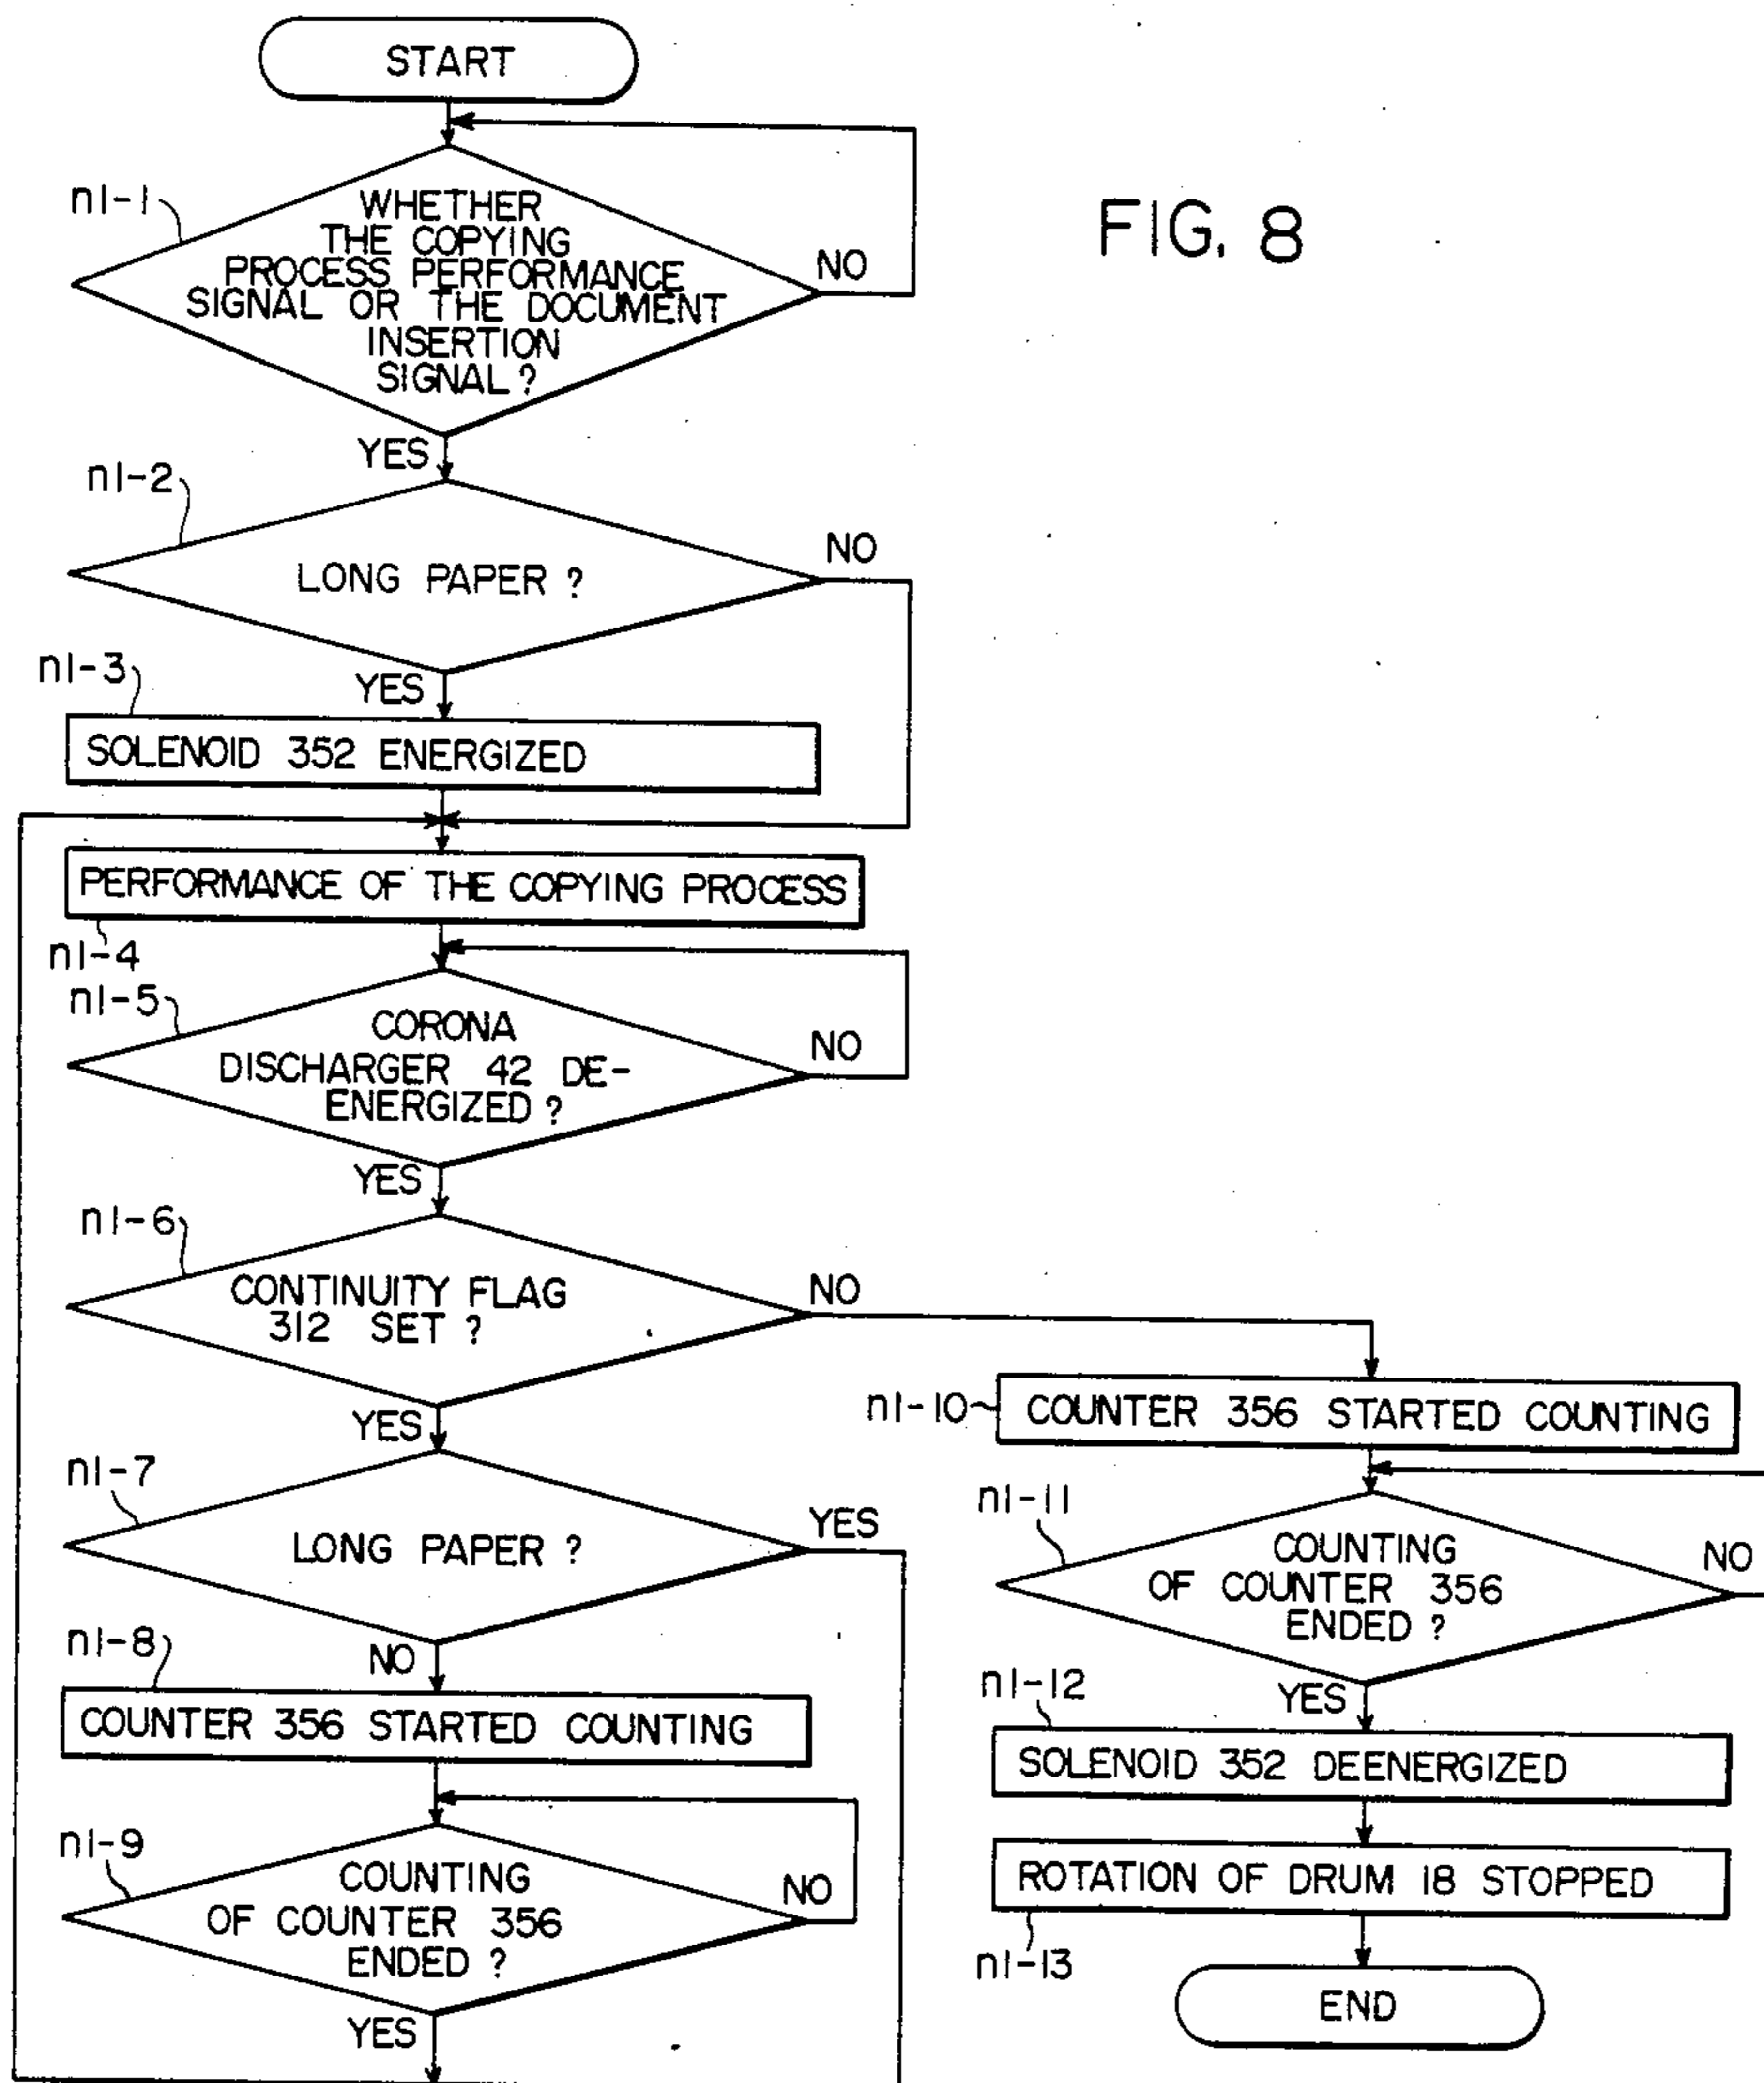 START
FIG. 8
n1-1
WHETHER
THE COPYING
PROCESS PERFORMANCE
SIGNAL OR THE DOCUMENT
INSERTION
SIGNAL?
NO
YES
n1-2
LONG PAPER ?
NO
YES
n1-3
SOLENOID 352 ENERGIZED
PERFORMANCE OF THE COPYING PROCESS
n1-4
n1-5
CORONA
DISCHARGER 42 DE-
ENERGIZED ?
NO
YES
n1-6
CONTINUITY FLAG
312 SET ?
NO
YES
n1-7
LONG PAPER ?
YES
NO
n1-8
COUNTER 356 STARTED COUNTING
n1-9
COUNTING
OF COUNTER 356
ENDED ?
NO
YES
n1-10
COUNTER 356 STARTED COUNTING
n1-11
COUNTING
OF COUNTER 356
ENDED ?
NO
YES
n1-12
SOLENOID 352 DEENERGIZED
ROTATION OF DRUM 18 STOPPED
n1-13
END